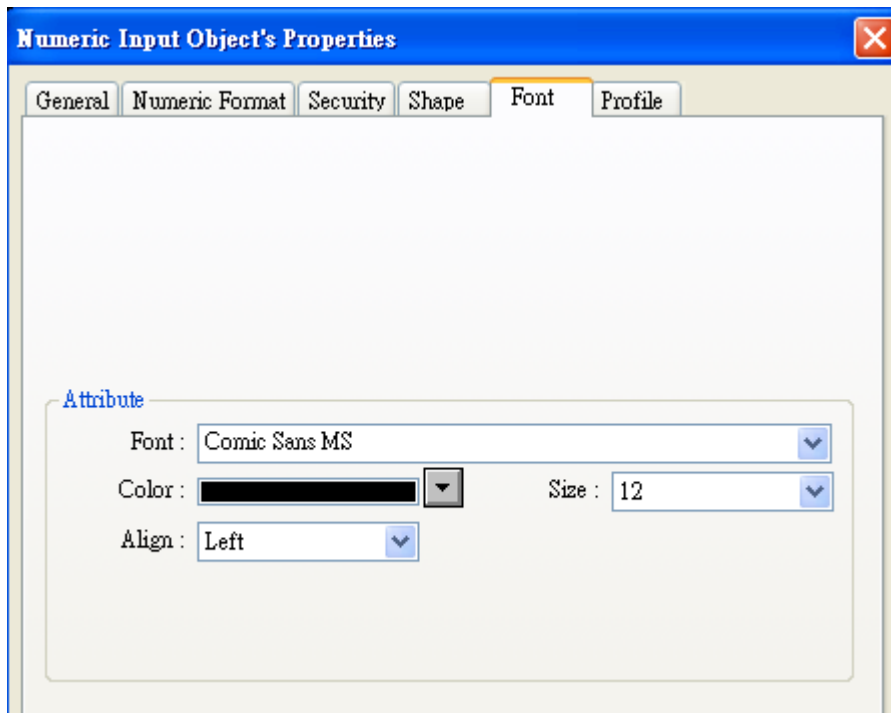 Numeric Input Object's Properties
General Numeric Format Security Shape Font Profile
Attribute
Font : Comic Sans MS
Color : Size : 12
Align : Left